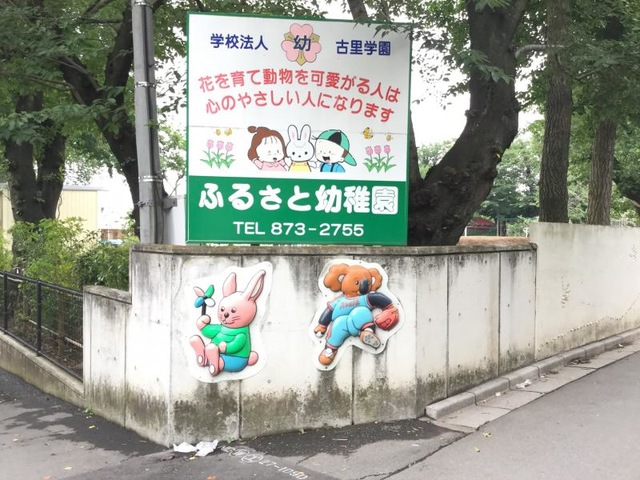 学校法人 幼 古里学園
花を育て動物を可愛がる人は
心のやさしい人になります
ふるさと幼稚園
TEL 873-2755